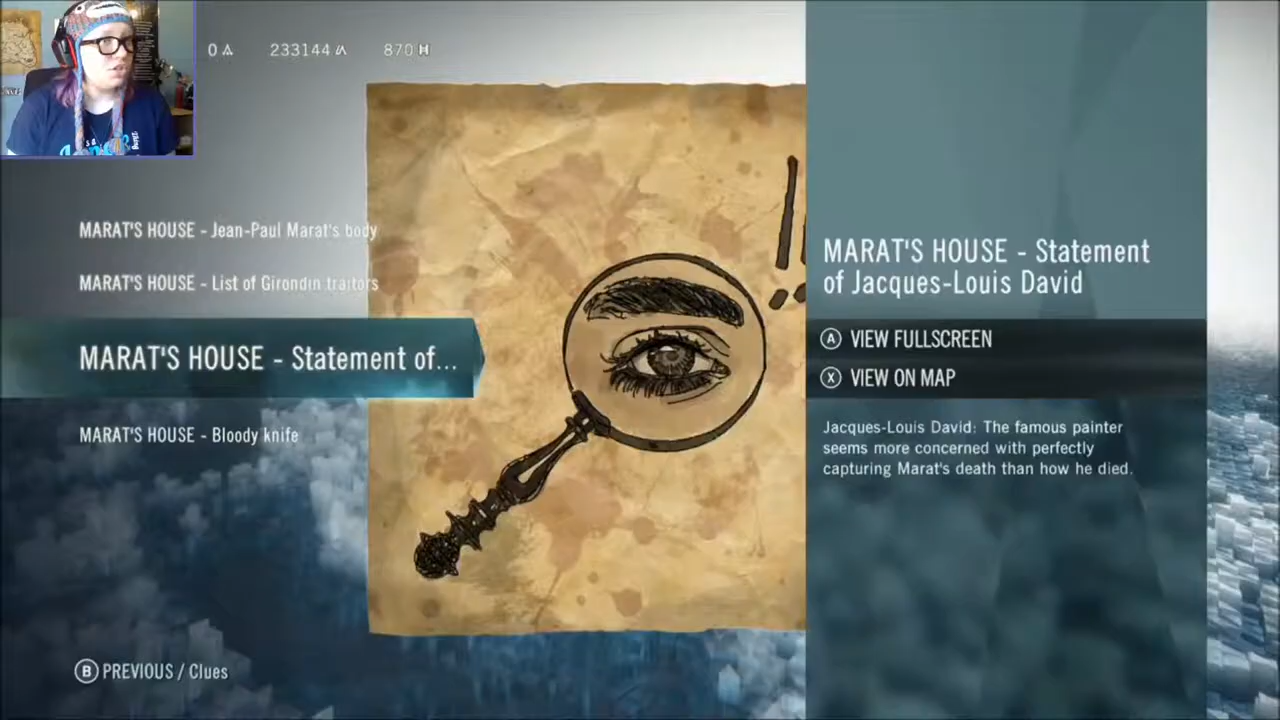 0
233144
870
MARAT'S HOUSE - Jean-Paul Marat's body
MARAT'S HOUSE - List of Girondin traitors
MARAT'S HOUSE - Statement of...
MARAT'S HOUSE - Bloody knife
B PREVIOUS / Clues
!
MARAT'S HOUSE - Statement
of Jacques-Louis David
A VIEW FULLSCREEN
X VIEW ON MAP
Jacques-Louis David: The famous painter
seems more concerned with perfectly
capturing Marat's death than how he died.